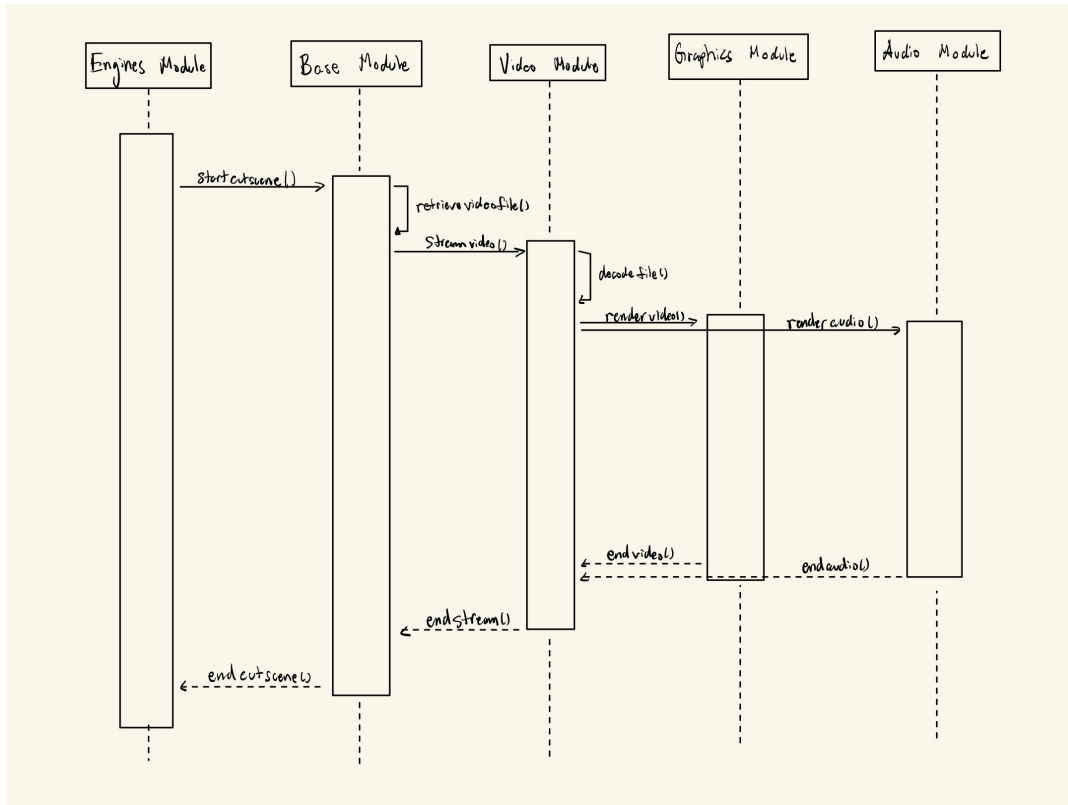 Engines Module
Base Module
Video Module
Graphics Module
Audio Module
startcutscene()
retrievevideofile()
Streamvideo()
decodefile()
rendervideo()
renderaudio()
endvideo()
endaudio()
endstream()
endcutscene()